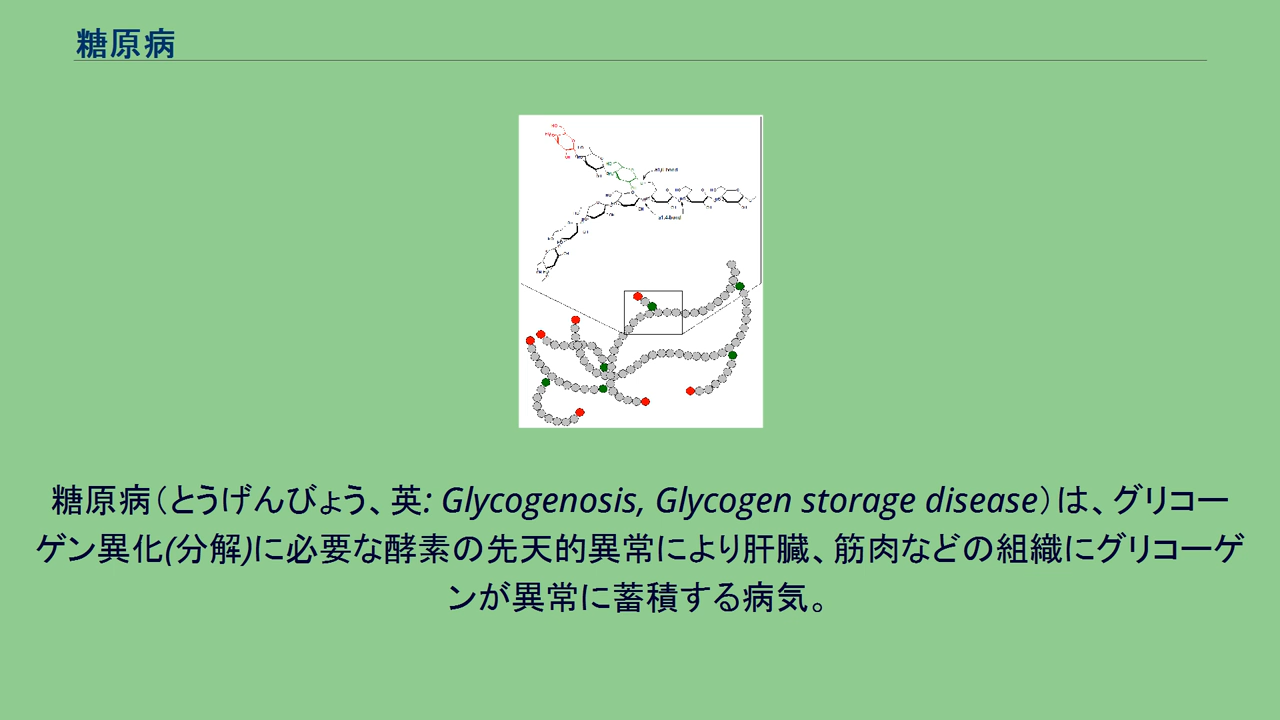 糖原病
α1,4-bond
糖原病（とうげんびょう、英: Glycogenosis, Glycogen storage disease）は、グリコー
ゲン異化(分解)に必要な酵素の先天的異常により肝臓、筋肉などの組織にグリコーゲ
ンが異常に蓄積する病気。